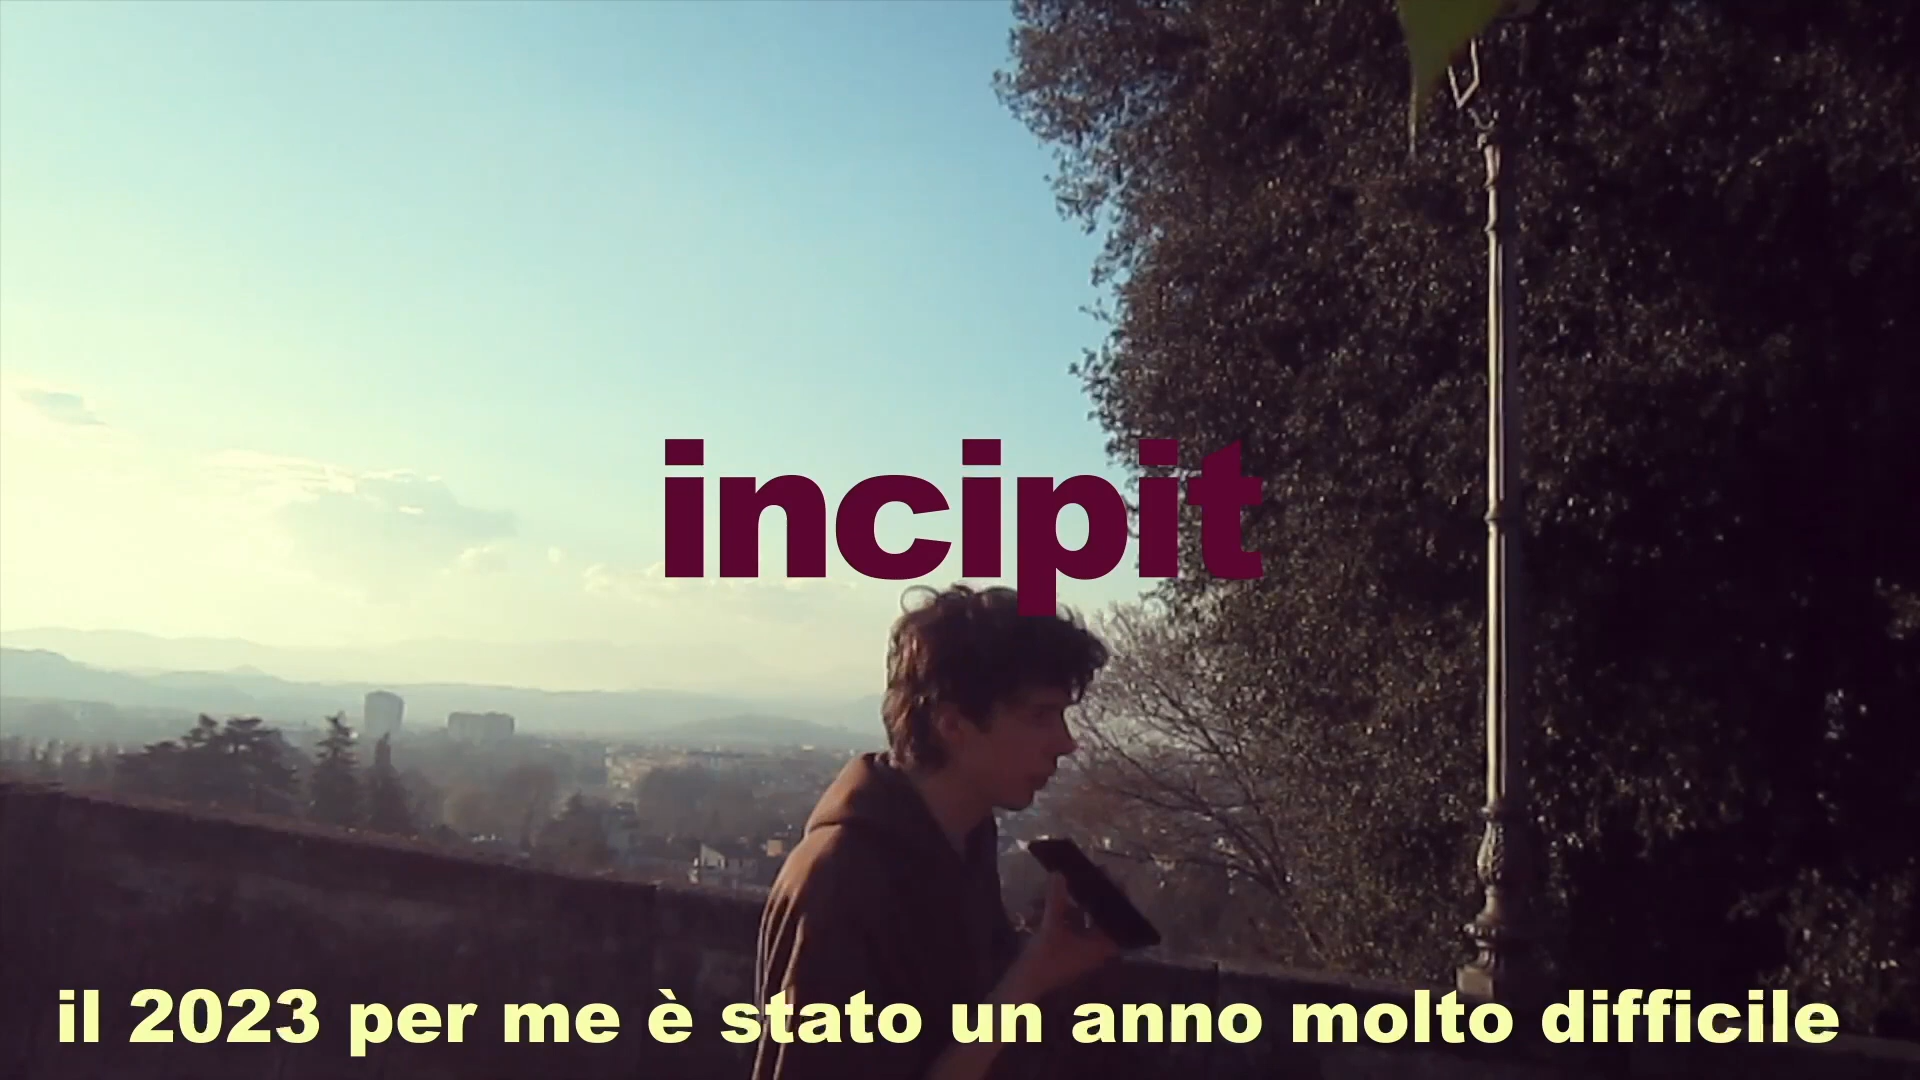 incipit
il 2023 per me è stato un anno molto difficile